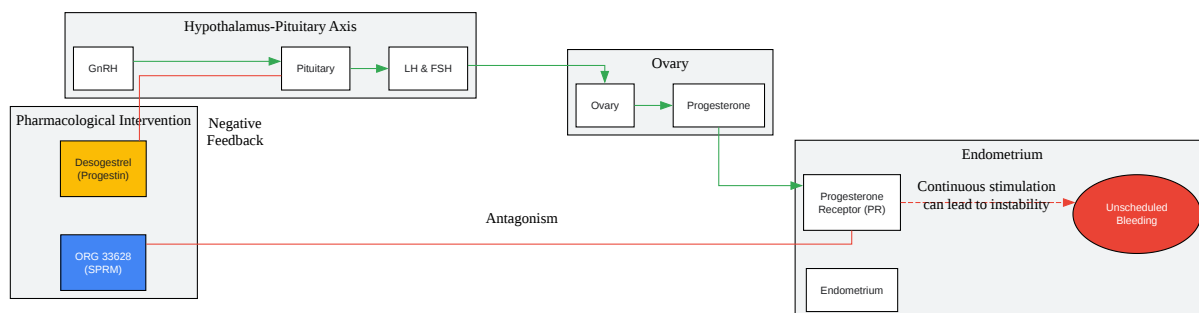 Hypothalamus-Pituitary Axis
GnRH
Pituitary
LH & FSH
Ovary
Ovary
Progesterone
Pharmacological Intervention
Negative
Feedback
Desogestrel
(Progestin)
Endometrium
Progesterone
Receptor (PR)
Continuous stimulation
can lead to instability
Unscheduled
Bleeding
Antagonism
ORG 33628
(SPRM)
Endometrium